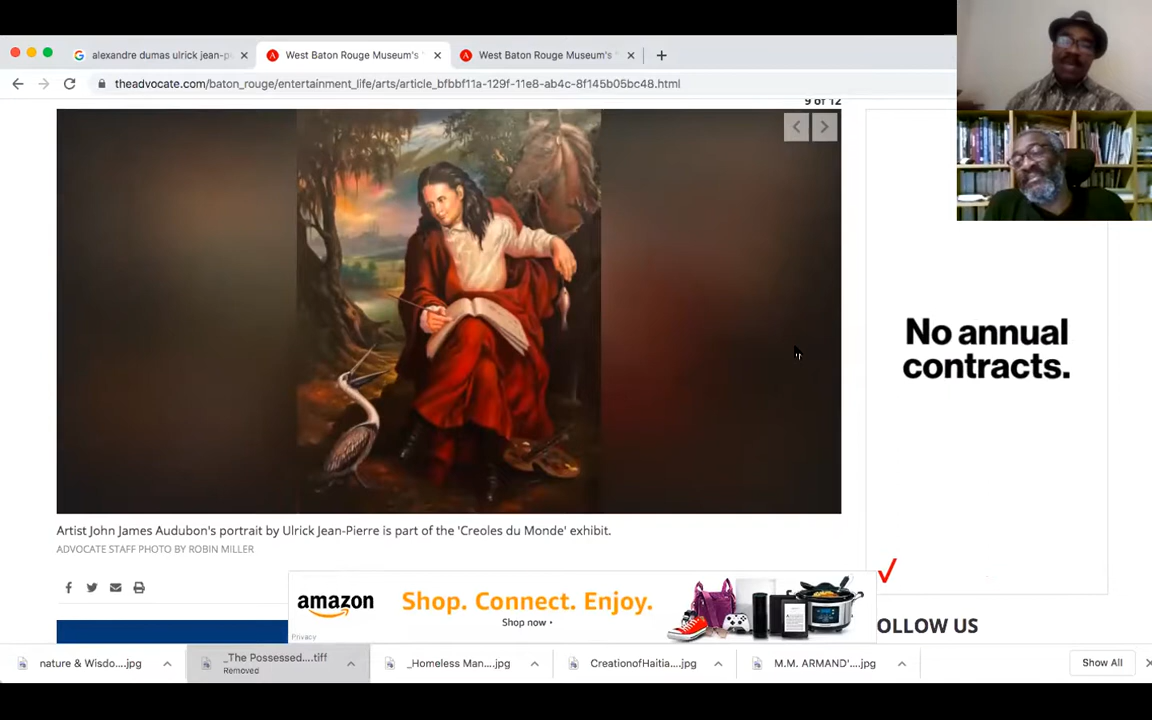 alexandre dumas ulrick jean-p
West Baton Rouge Museum's
West Baton Rouge Museum's
theadvocate.com/baton_rouge/entertainment_life/arts/article_bfbbf11a-129f-11e8-ab4c-8f145b05bc48.html
9 of 12
No annual
contracts.
Artist John James Audubon's portrait by Ulrick Jean-Pierre is part of the 'Creoles du Monde' exhibit.
ADVOCATE STAFF PHOTO BY ROBIN MILLER
amazon
Shop. Connect. Enjoy.
Shop now
Privacy
OLLOW US
nature & Wisdo....jpg
_The Possessed....tiff
Removed
_Homeless Man....jpg
CreationofHaitia....jpg
M.M. ARMAND'....jpg
Show All